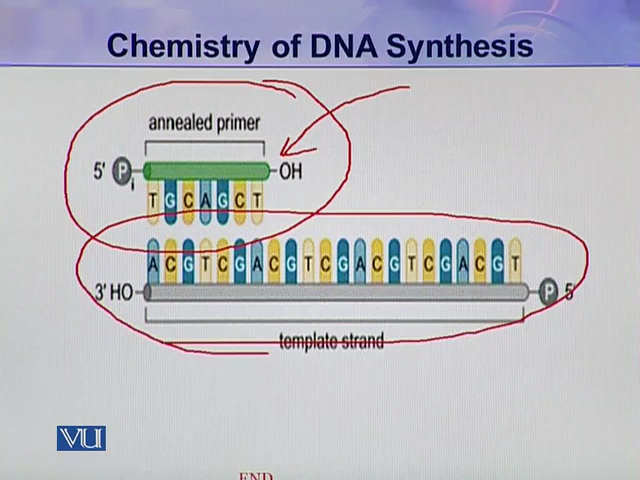 Chemistry of DNA Synthesis
annealed primer
5' P i OH
T G C A G C T
A C G T C G A C G T C G A C G T C G A C G T
3' HO P 5'
template strand
VU
END